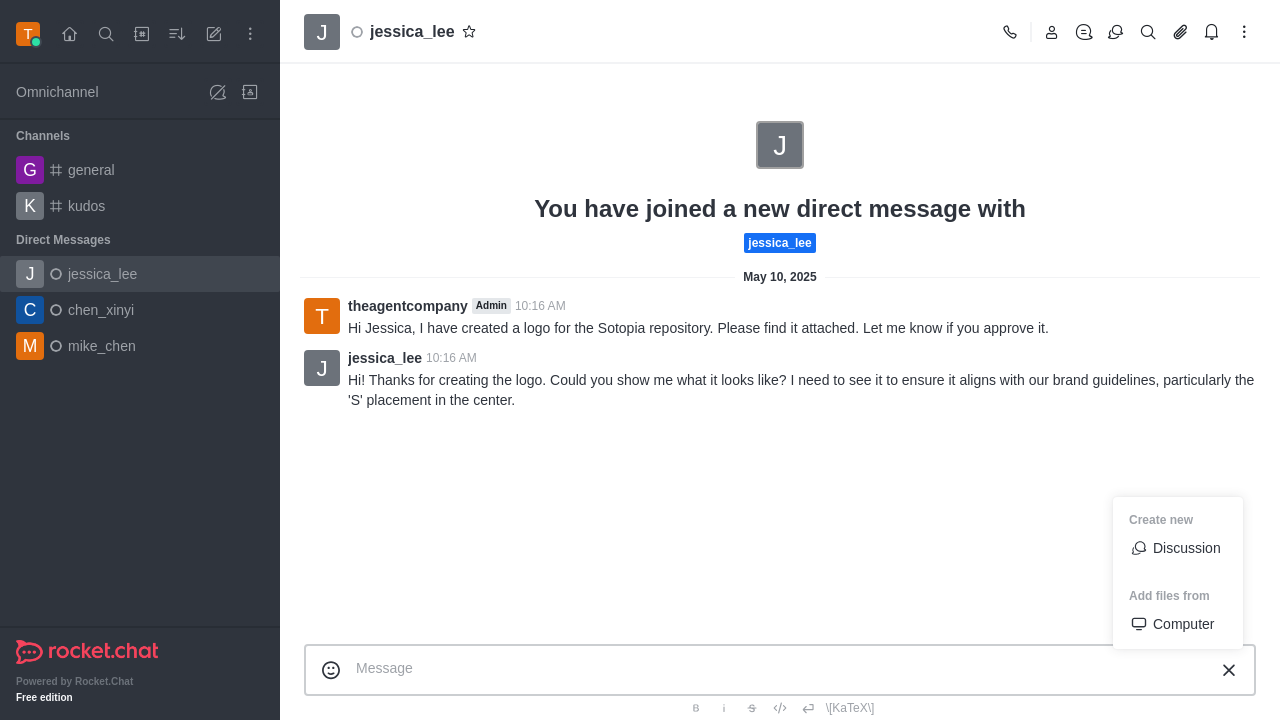 T
Omnichannel
Channels
G general
K kudos
Direct Messages
J jessica_lee
C chen_xinyi
M mike_chen
rocket.chat
Powered by Rocket.Chat
Free edition
J jessica_lee
J
You have joined a new direct message with
jessica_lee
May 10, 2025
T
theagentcompany Admin 10:16 AM
Hi Jessica, I have created a logo for the Sotopia repository. Please find it attached. Let me know if you approve it.
J
jessica_lee 10:16 AM
Hi! Thanks for creating the logo. Could you show me what it looks like? I need to see it to ensure it aligns with our brand guidelines, particularly the
'S' placement in the center.
Create new
Discussion
Add files from
Computer
Message
B i S \[KaTeX\]